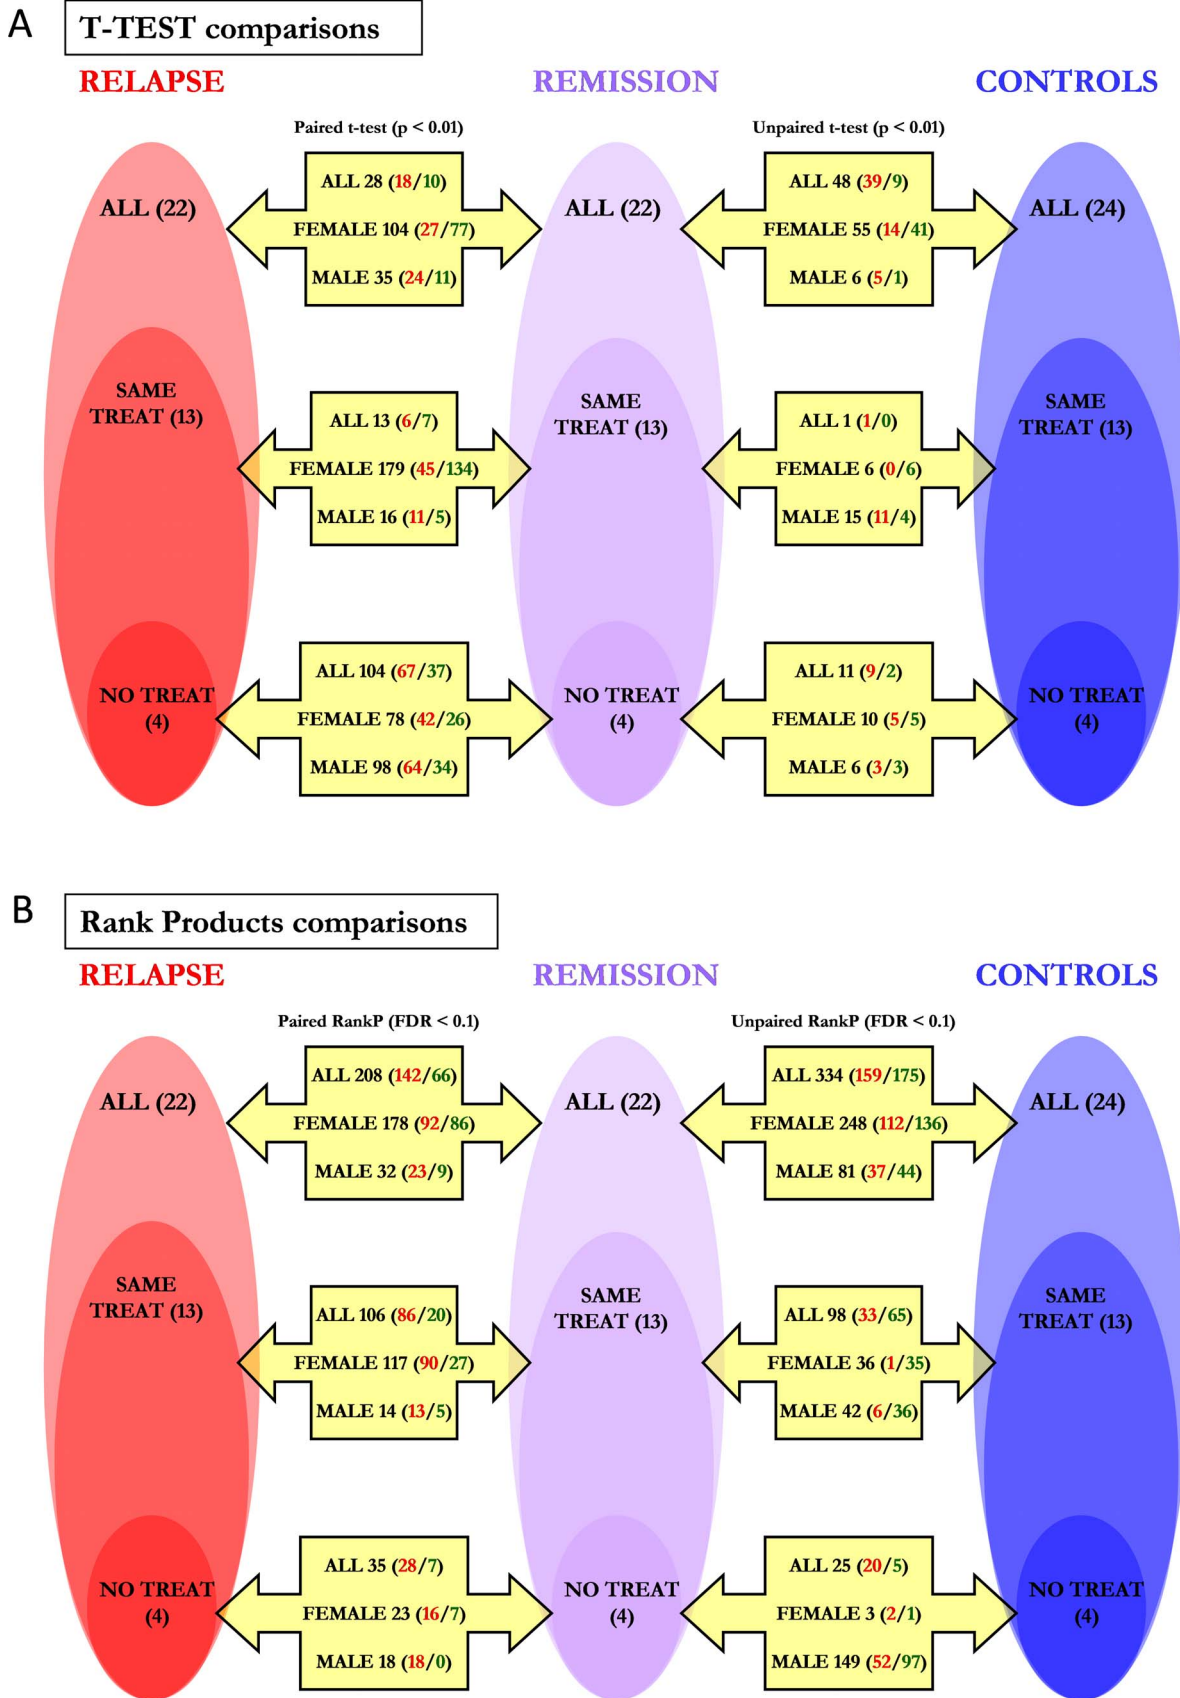 A
T-TEST comparisons
RELAPSE
REMISSION
CONTROLS
Paired t-test (p < 0.01)
Unpaired t-test (p < 0.01)
ALL (22)
ALL 28 (18/10)
FEMALE 104 (27/77)
MALE 35 (24/11)
ALL (22)
ALL 48 (39/9)
FEMALE 55 (14/41)
MALE 6 (5/1)
ALL (24)
SAME
TREAT (13)
ALL 13 (6/7)
FEMALE 179 (45/134)
MALE 16 (11/5)
SAME
TREAT (13)
ALL 1 (1/0)
FEMALE 6 (0/6)
MALE 15 (11/4)
SAME
TREAT (13)
NO TREAT
(4)
ALL 104 (67/37)
FEMALE 78 (42/26)
MALE 98 (64/34)
NO TREAT
(4)
ALL 11 (9/2)
FEMALE 10 (5/5)
MALE 6 (3/3)
NO TREAT
(4)
B
Rank Products comparisons
RELAPSE
REMISSION
CONTROLS
Paired RankP (FDR < 0.1)
Unpaired RankP (FDR < 0.1)
ALL (22)
ALL 208 (142/66)
FEMALE 178 (92/86)
MALE 32 (23/9)
ALL (22)
ALL 334 (159/175)
FEMALE 248 (112/136)
MALE 81 (37/44)
ALL (24)
SAME
TREAT (13)
ALL 106 (86/20)
FEMALE 117 (90/27)
MALE 14 (13/5)
SAME
TREAT (13)
ALL 98 (33/65)
FEMALE 36 (1/35)
MALE 42 (6/36)
SAME
TREAT (13)
NO TREAT
(4)
ALL 35 (28/7)
FEMALE 23 (16/7)
MALE 18 (18/0)
NO TREAT
(4)
ALL 25 (20/5)
FEMALE 3 (2/1)
MALE 149 (52/97)
NO TREAT
(4)